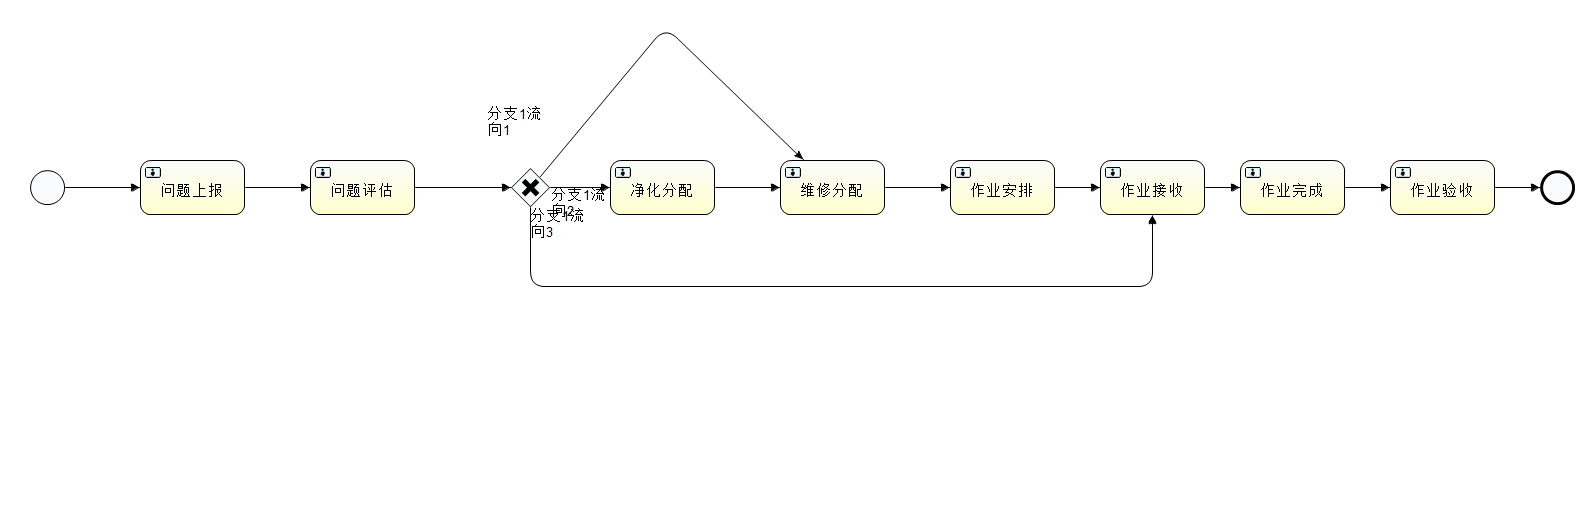 分支1流
向1
问题上报
问题评估
分支1流
向2
分支1流
向3
净化分配
维修分配
作业安排
作业接收
作业完成
作业验收